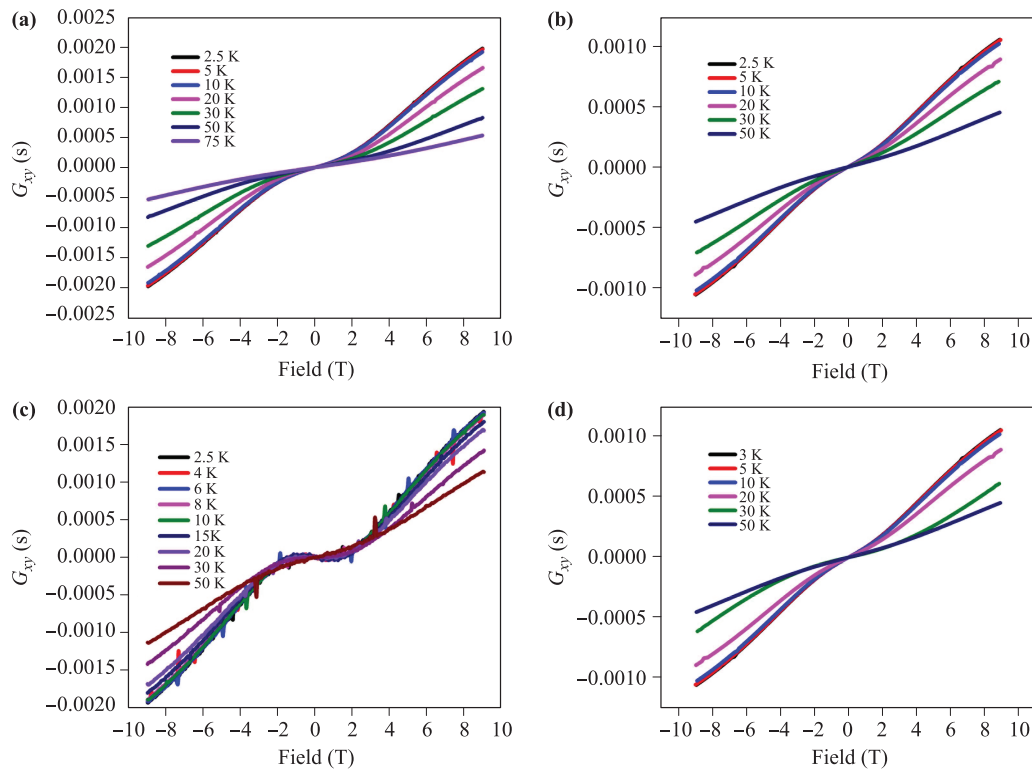 (a)
0.0025
0.0020
0.0015
0.0010
0.0005
0.0000
−0.0005
−0.0010
−0.0015
−0.0020
−0.0025
G_xy (s)
2.5 K
5 K
10 K
20 K
30 K
50 K
75 K
−10 −8 −6 −4 −2 0 2 4 6 8 10
Field (T)
(b)
0.0010
0.0005
0.0000
−0.0005
−0.0010
G_xy (s)
2.5 K
5 K
10 K
20 K
30 K
50 K
−10 −8 −6 −4 −2 0 2 4 6 8 10
Field (T)
(c)
0.0020
0.0015
0.0010
0.0005
0.0000
−0.0005
−0.0010
−0.0015
−0.0020
G_xy (s)
2.5 K
4 K
6 K
8 K
10 K
15K
20 K
30 K
50 K
−10 −8 −6 −4 −2 0 2 4 6 8 10
Field (T)
(d)
0.0010
0.0005
0.0000
−0.0005
−0.0010
G_xy (s)
3 K
5 K
10 K
20 K
30 K
50 K
−10 −8 −6 −4 −2 0 2 4 6 8 10
Field (T)